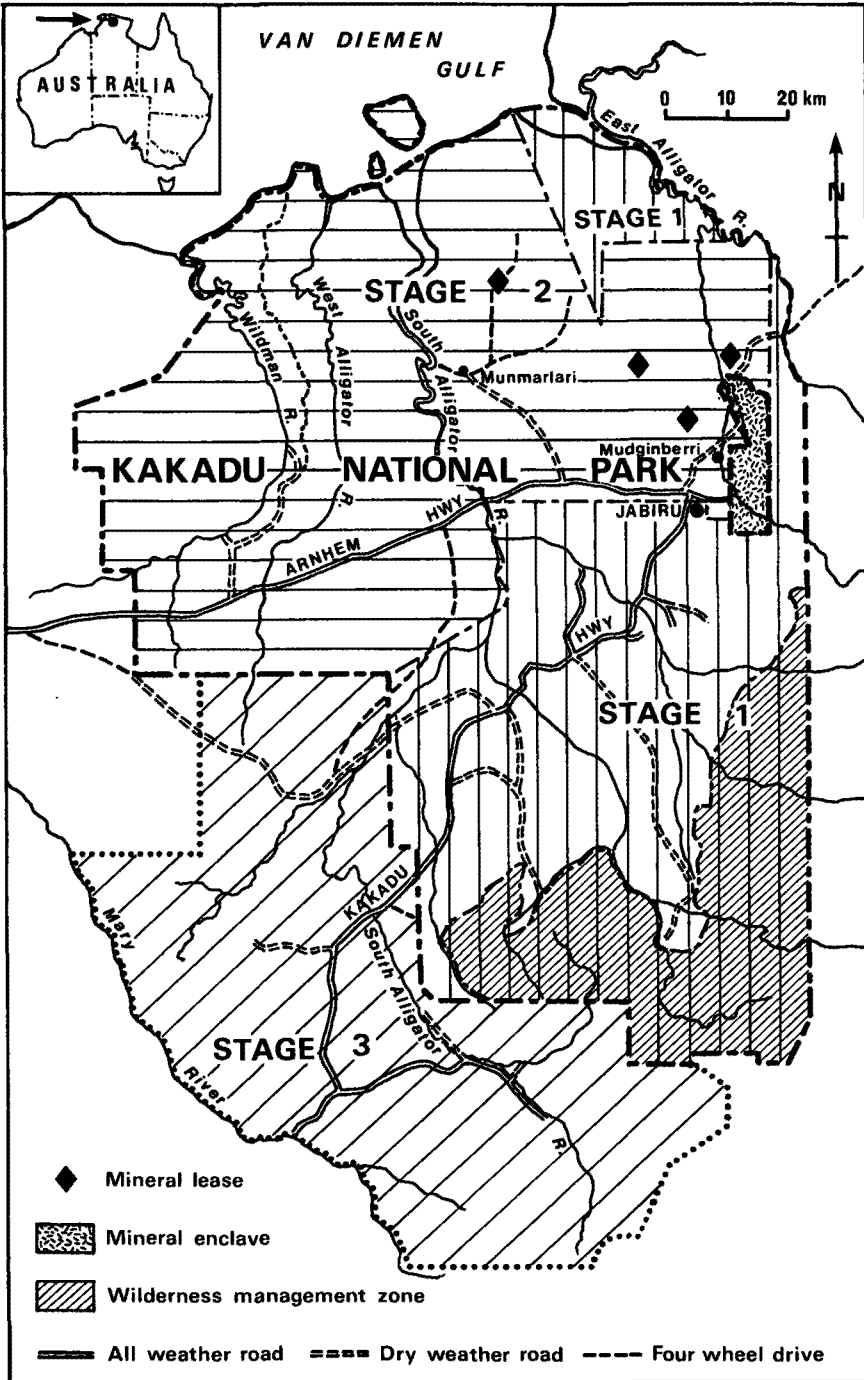 VAN DIEMEN
GULF
AUSTRALIA
0 10 20 km
East Alligator R.
N
STAGE 1
STAGE 2
Wildman R.
West Alligator R.
South Alligator R.
Munmarlari
Mudginberri
KAKADU NATIONAL PARK
JABIRU
ARNHEM HWY
KAKADU HWY
STAGE 1
Mary River
South Alligator R.
STAGE 3
Mineral lease
Mineral enclave
Wilderness management zone
All weather road Dry weather road Four wheel drive